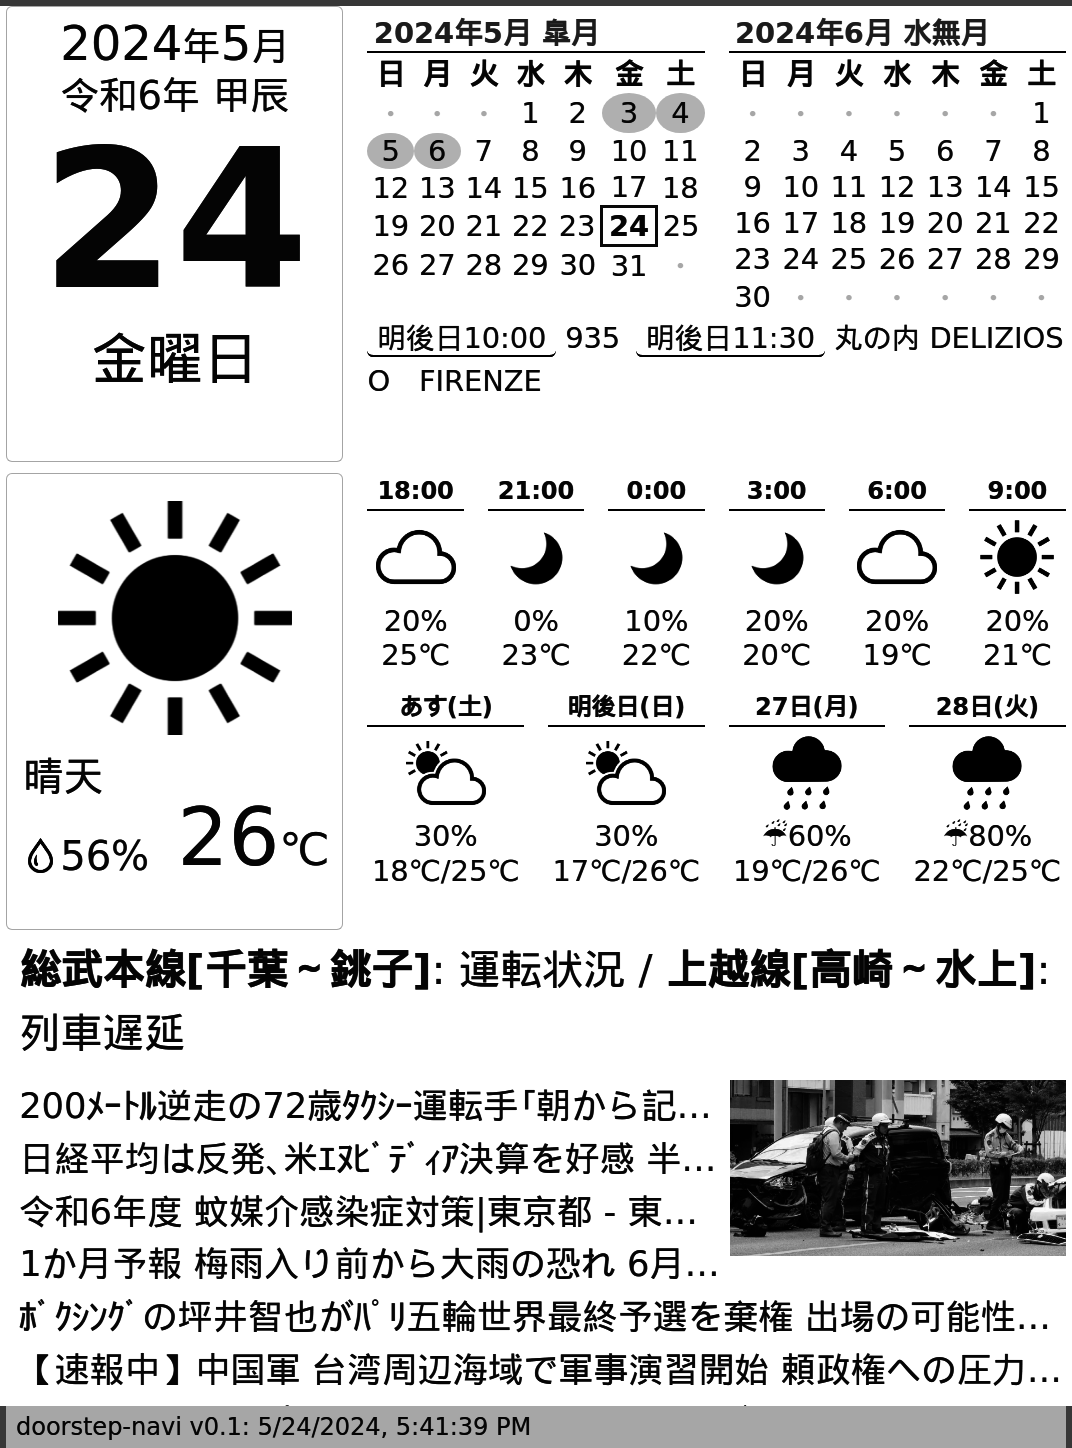 2024年5月
令和6年 甲辰
24
金曜日
2024年5月 皐月
日 月 火 水 木 金 土
・ ・ ・ 1 2 3 4
5 6 7 8 9 10 11
12 13 14 15 16 17 18
19 20 21 22 23 24 25
26 27 28 29 30 31 ・
2024年6月 水無月
日 月 火 水 木 金 土
・ ・ ・ ・ ・ ・ 1
2 3 4 5 6 7 8
9 10 11 12 13 14 15
16 17 18 19 20 21 22
23 24 25 26 27 28 29
30 ・ ・ ・ ・ ・ ・
明後日10:00 935 明後日11:30 丸の内 DELIZIOS
O　FIRENZE
晴天
56% 26℃
18:00 21:00 0:00 3:00 6:00 9:00
20% 0% 10% 20% 20% 20%
25℃ 23℃ 22℃ 20℃ 19℃ 21℃
あす(土) 明後日(日) 27日(月) 28日(火)
30% 30% ☔60% ☔80%
18℃/25℃ 17℃/26℃ 19℃/26℃ 22℃/25℃
総武本線[千葉～銚子]: 運転状況 / 上越線[高崎～水上]:
列車遅延
200ﾒｰﾄﾙ逆走の72歳ﾀｸｼｰ運転手｢朝から記…
日経平均は反発､米ｴﾇﾋﾞﾃﾞｨｱ決算を好感 半…
令和6年度 蚊媒介感染症対策|東京都 - 東…
1か月予報 梅雨入り前から大雨の恐れ 6月…
ﾎﾞｸｼﾝｸﾞの坪井智也がﾊﾟﾘ五輪世界最終予選を棄権 出場の可能性…
【速報中】中国軍 台湾周辺海域で軍事演習開始 頼政権への圧力…
doorstep-navi v0.1: 5/24/2024, 5:41:39 PM